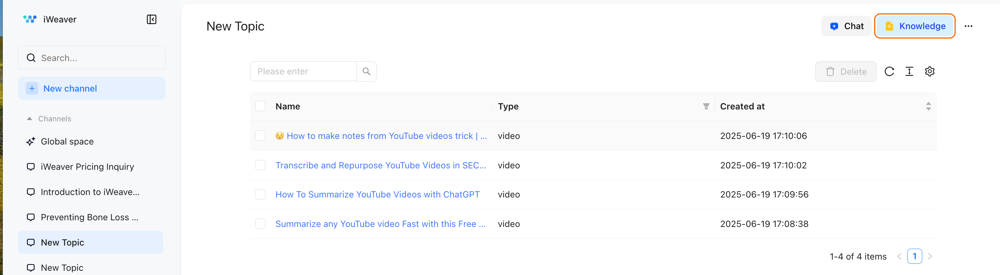 iWeaver
Search...
New channel
Channels
Global space
iWeaver Pricing Inquiry
Introduction to iWeave...
Preventing Bone Loss ...
New Topic
New Topic
New Topic
Chat
Knowledge
Please enter
Delete
Name Type Created at
😯 How to make notes from YouTube videos trick | ... video 2025-06-19 17:10:06
Transcribe and Repurpose YouTube Videos in SEC... video 2025-06-19 17:10:02
How To Summarize YouTube Videos with ChatGPT video 2025-06-19 17:09:56
Summarize any YouTube video Fast with this Free ... video 2025-06-19 17:08:38
1-4 of 4 items < 1 >